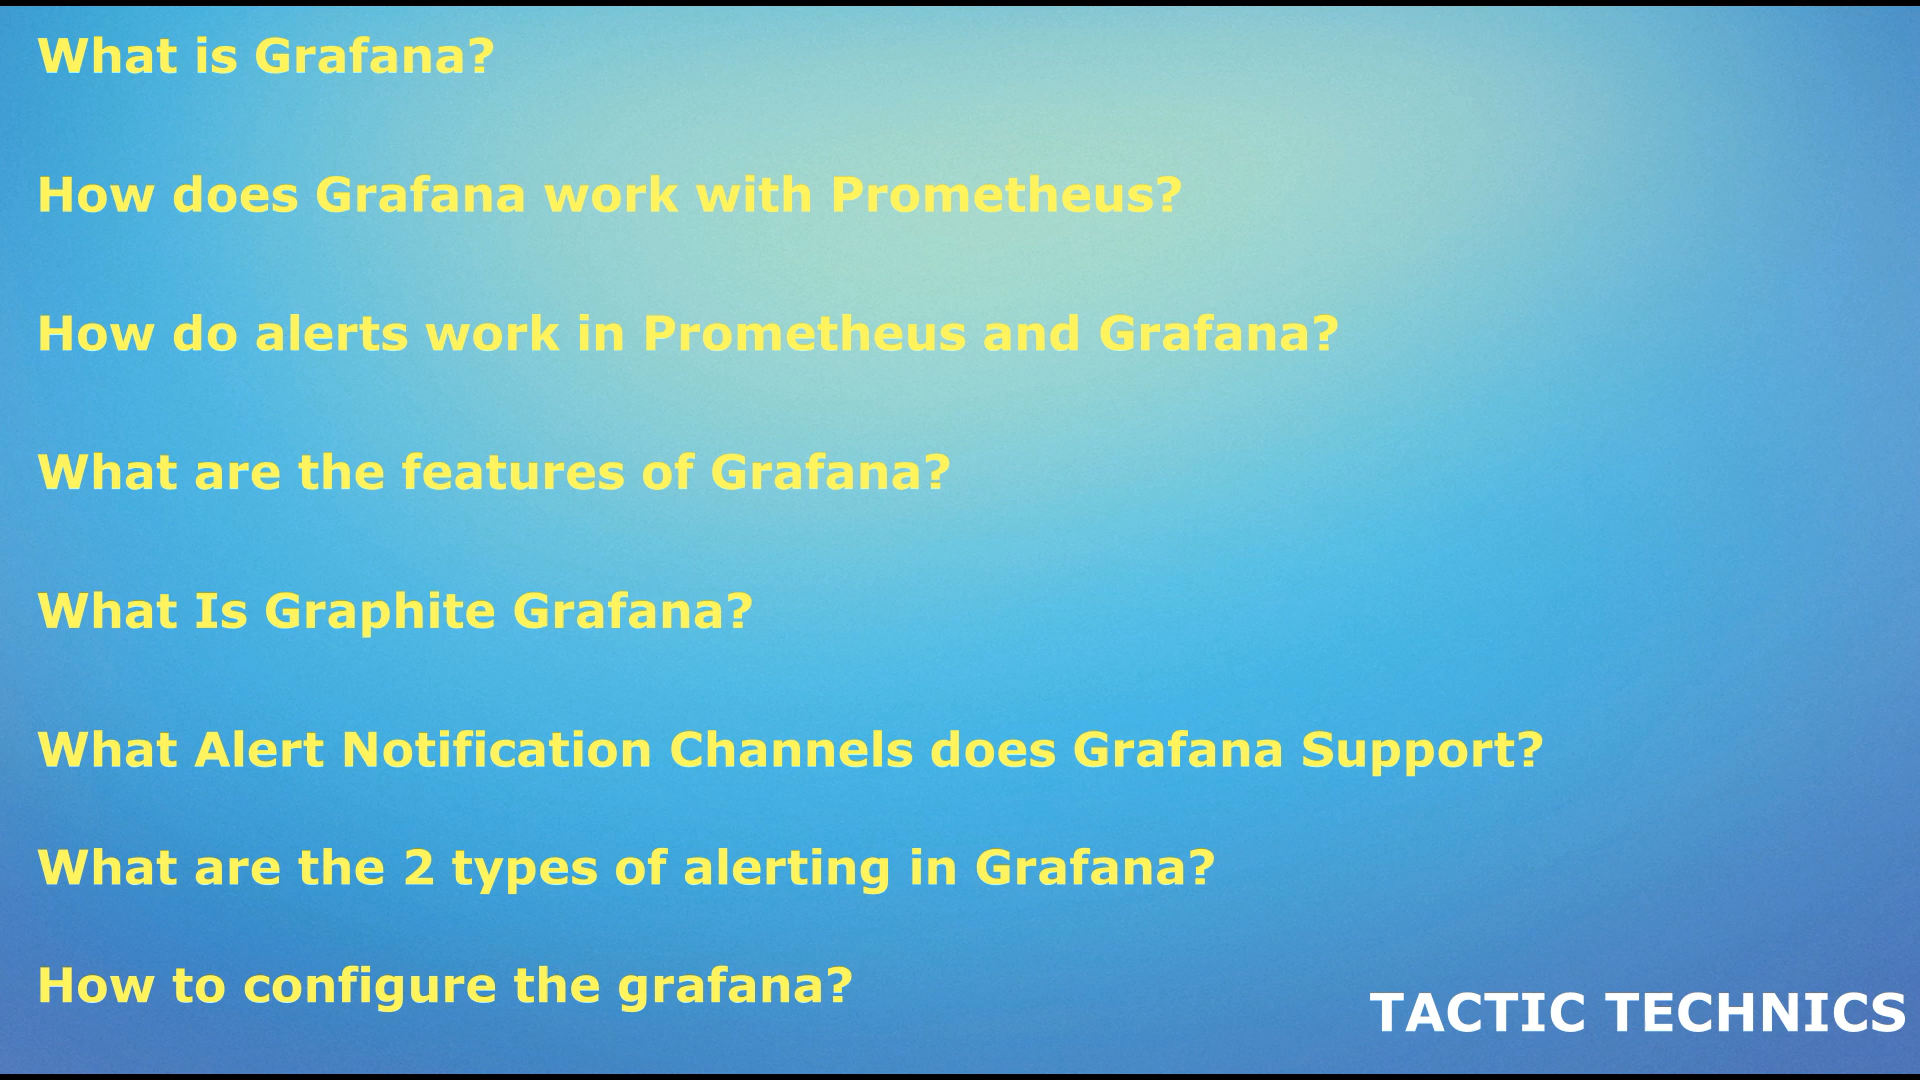 What is Grafana?
How does Grafana work with Prometheus?
How do alerts work in Prometheus and Grafana?
What are the features of Grafana?
What Is Graphite Grafana?
What Alert Notification Channels does Grafana Support?
What are the 2 types of alerting in Grafana?
How to configure the grafana?
TACTIC TECHNICS